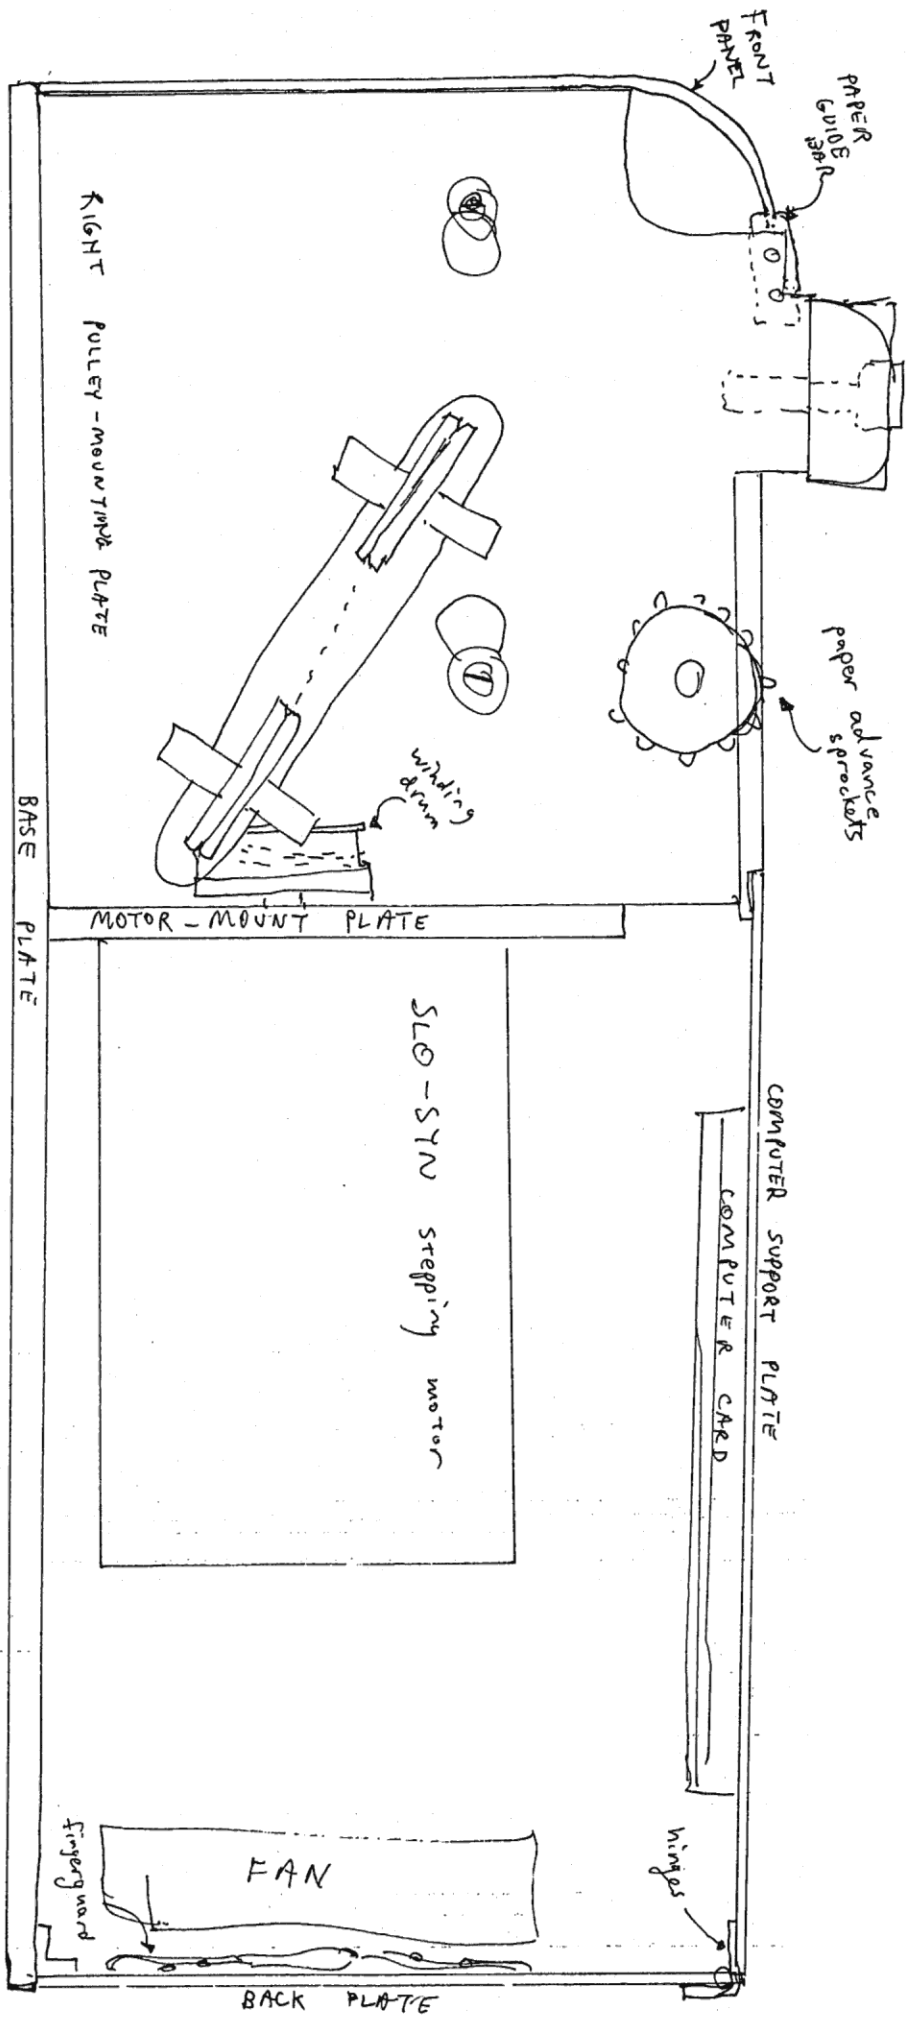 FRONT
PANEL
PAPER
GUIDE
BAR
RIGHT PULLEY-MOUNTING PLATE
paper advance
sprockets
winding
drum
BASE PLATE
MOTOR-MOUNT PLATE
SLO-SYN stepping motor
COMPUTER SUPPORT PLATE
COMPUTER CARD
FAN
fingerguard
hinges
BACK PLATE